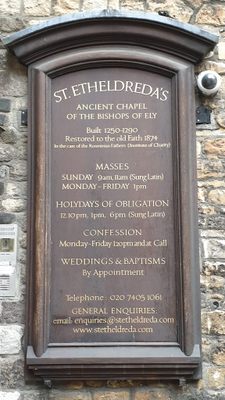 ST. ETHELDREDA'S
ANCIENT CHAPEL
OF THE BISHOPS OF ELY
Built 1250-1290
Restored to the old Faith 1874
In the care of the Rosminian Fathers (Institute of Charity)
MASSES
SUNDAY 9am, 11am (Sung Latin)
MONDAY - FRIDAY 1pm
HOLYDAYS OF OBLIGATION
12.10pm, 1pm, 6pm (Sung Latin)
CONFESSION
Monday-Friday 12.30pm and at Call
WEDDINGS & BAPTISMS
By Appointment
Telephone: 020 7405 1061
GENERAL ENQUIRIES:
email: enquiries@stetheldreda.com
www.stetheldreda.com